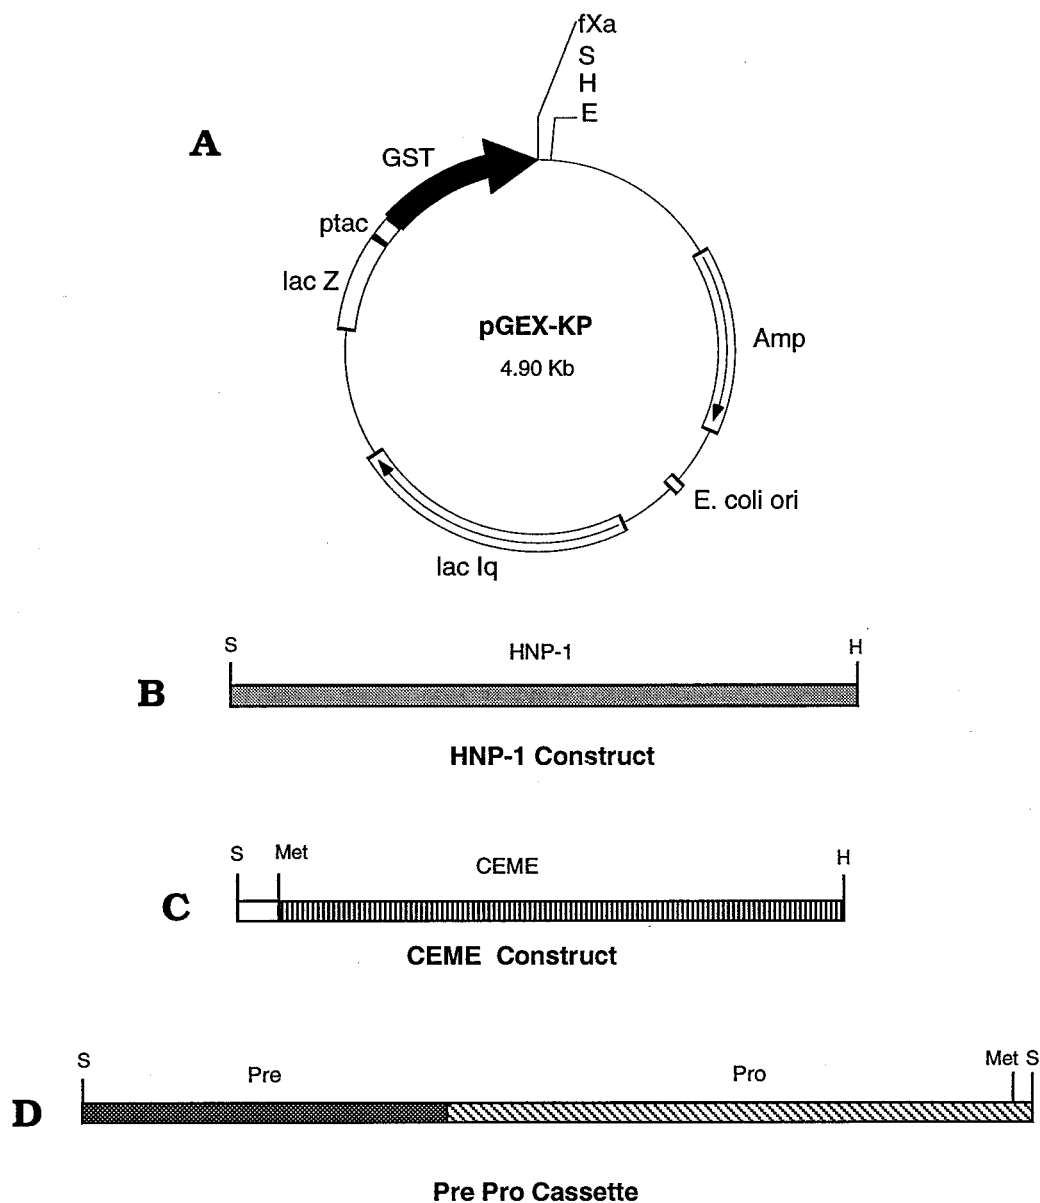 fXa
S
H
E
A
GST
ptac
lac Z
pGEX-KP
4.90 Kb
Amp
E. coli ori
lac Iq
S
HNP-1
H
B
HNP-1 Construct
S
Met
CEME
H
C
CEME Construct
S
Pre
Pro
Met
S
D
Pre Pro Cassette